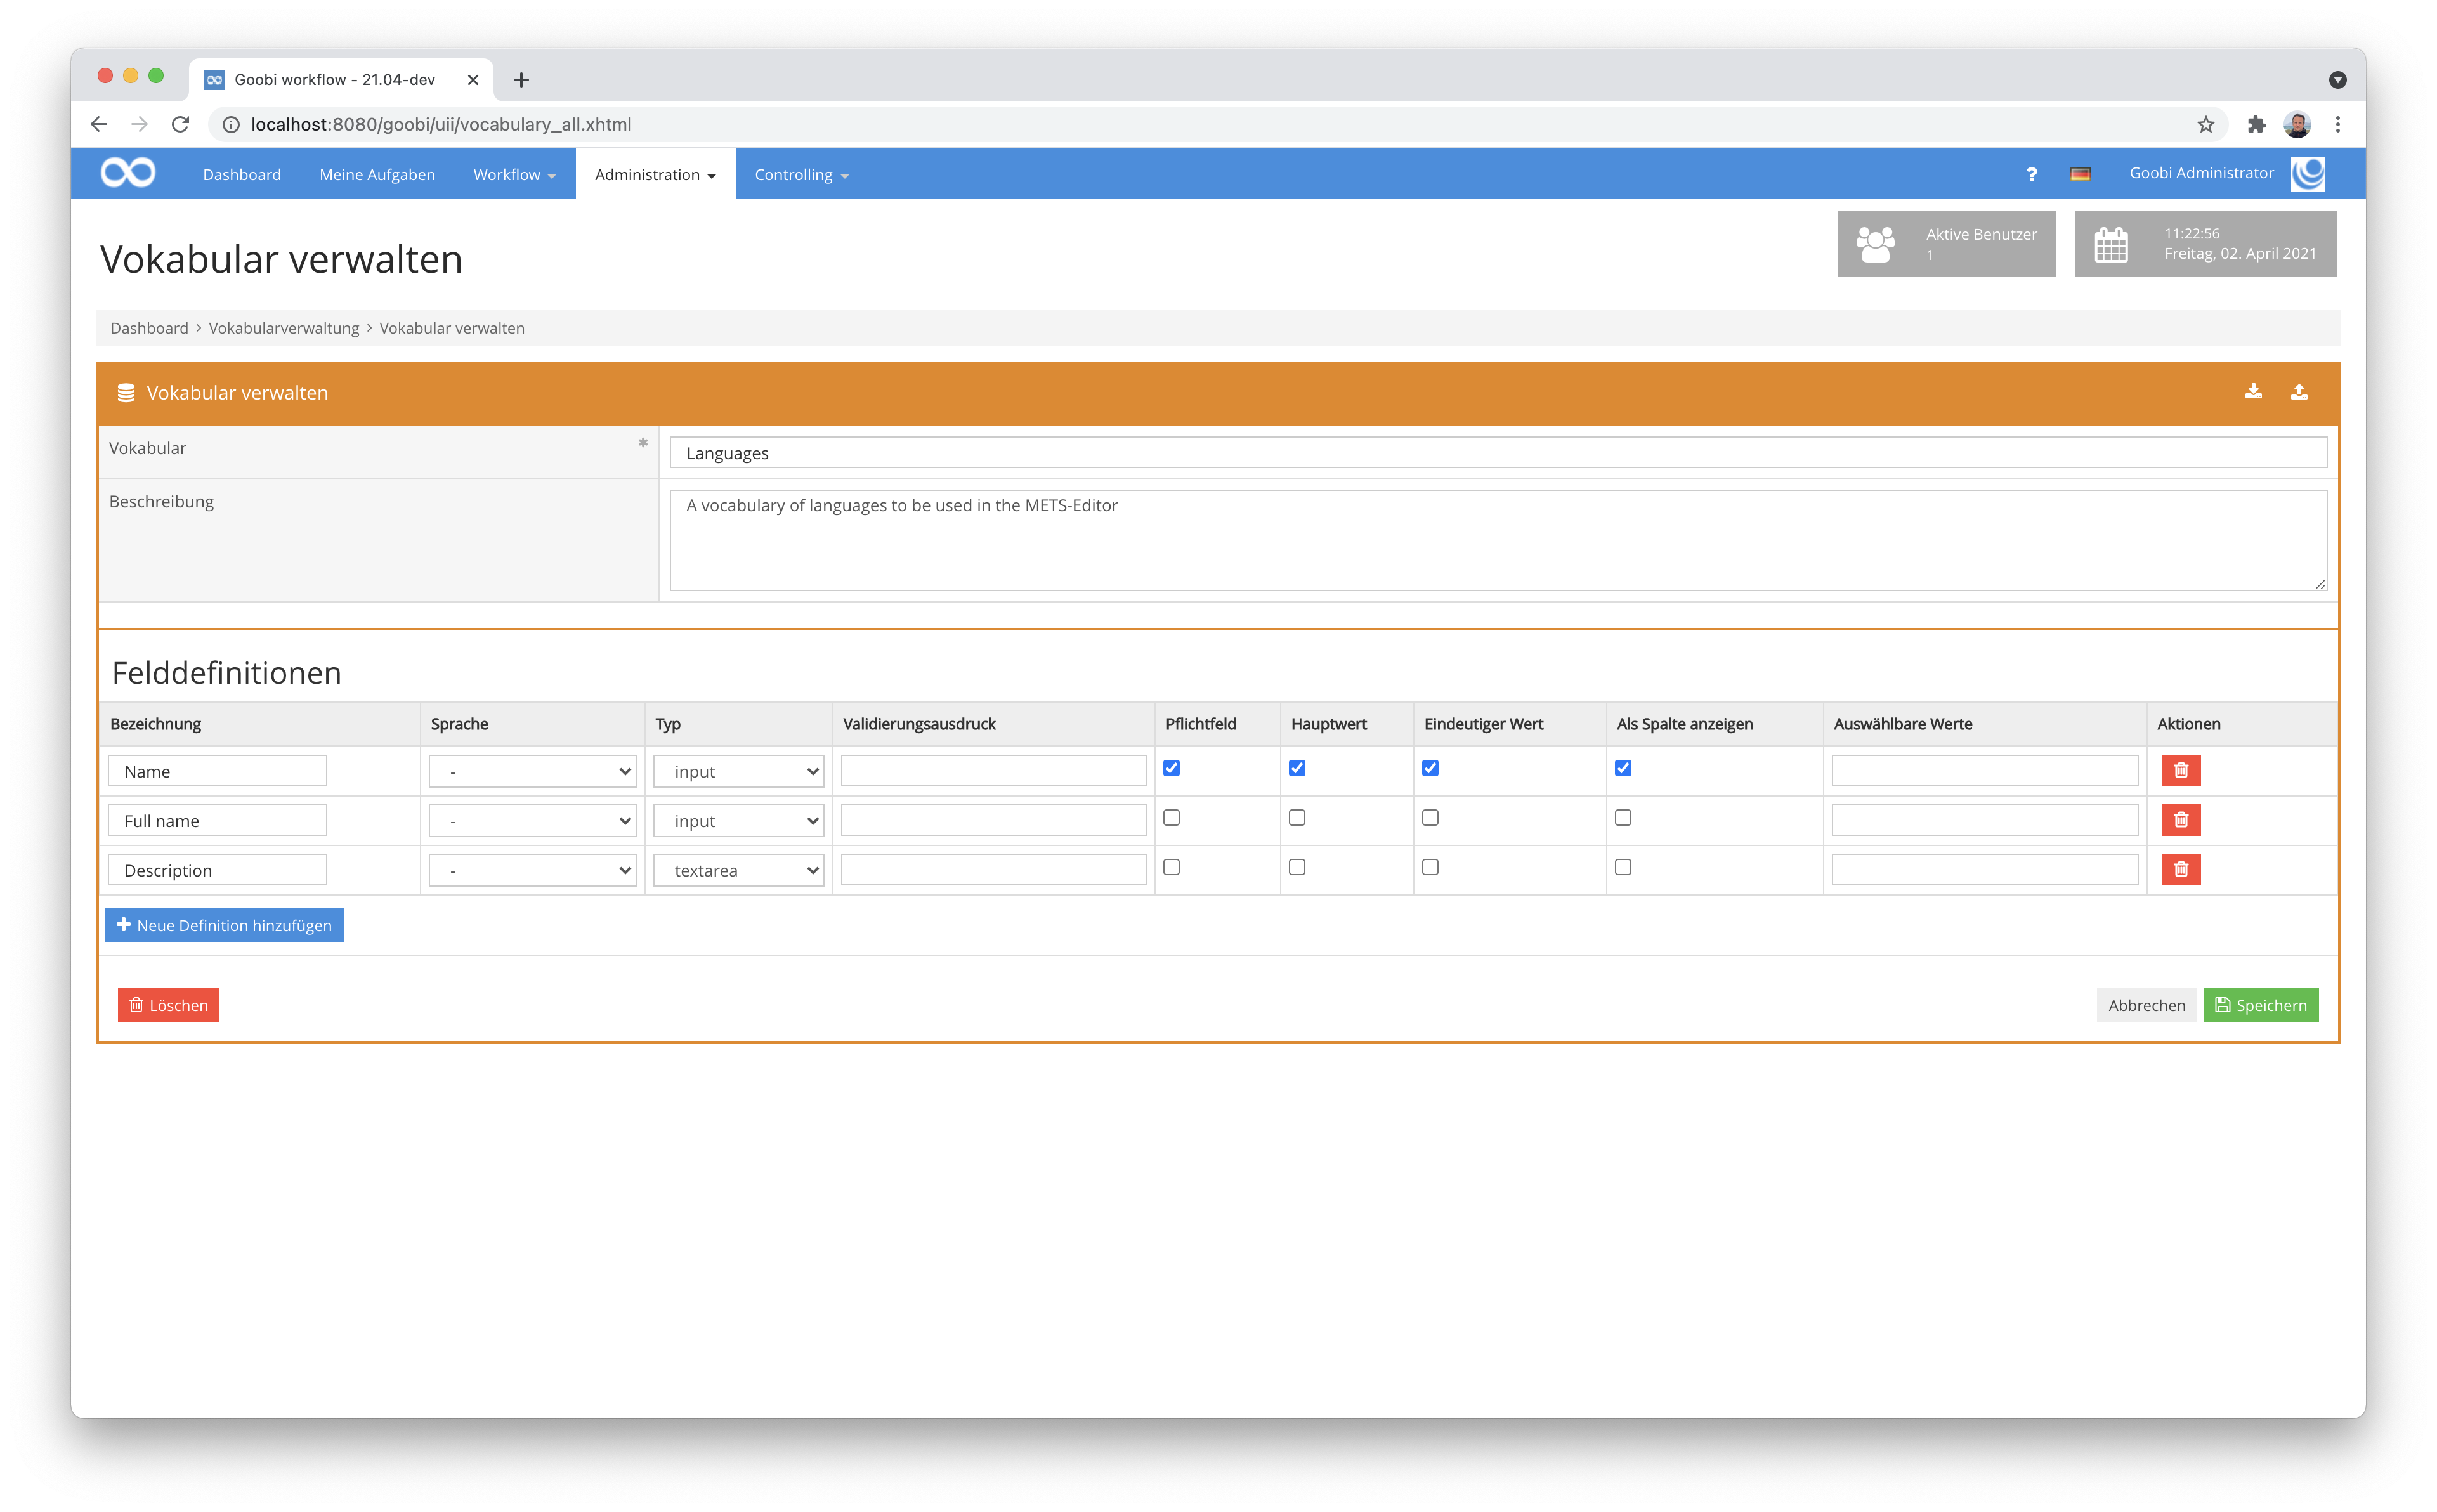 Goobi workflow - 21.04-dev
localhost:8080/goobi/uii/vocabulary_all.xhtml
Dashboard Meine Aufgaben Workflow Administration Controlling ? Goobi Administrator
Vokabular verwalten
Aktive Benutzer
1
11:22:56
Freitag, 02. April 2021
Dashboard > Vokabularverwaltung > Vokabular verwalten
Vokabular verwalten
Vokabular * Languages
Beschreibung A vocabulary of languages to be used in the METS-Editor
Felddefinitionen
Bezeichnung Sprache Typ Validierungsausdruck Pflichtfeld Hauptwert Eindeutiger Wert Als Spalte anzeigen Auswählbare Werte Aktionen
Name - input
Full name - input
Description - textarea
Neue Definition hinzufügen
Löschen Abbrechen Speichern